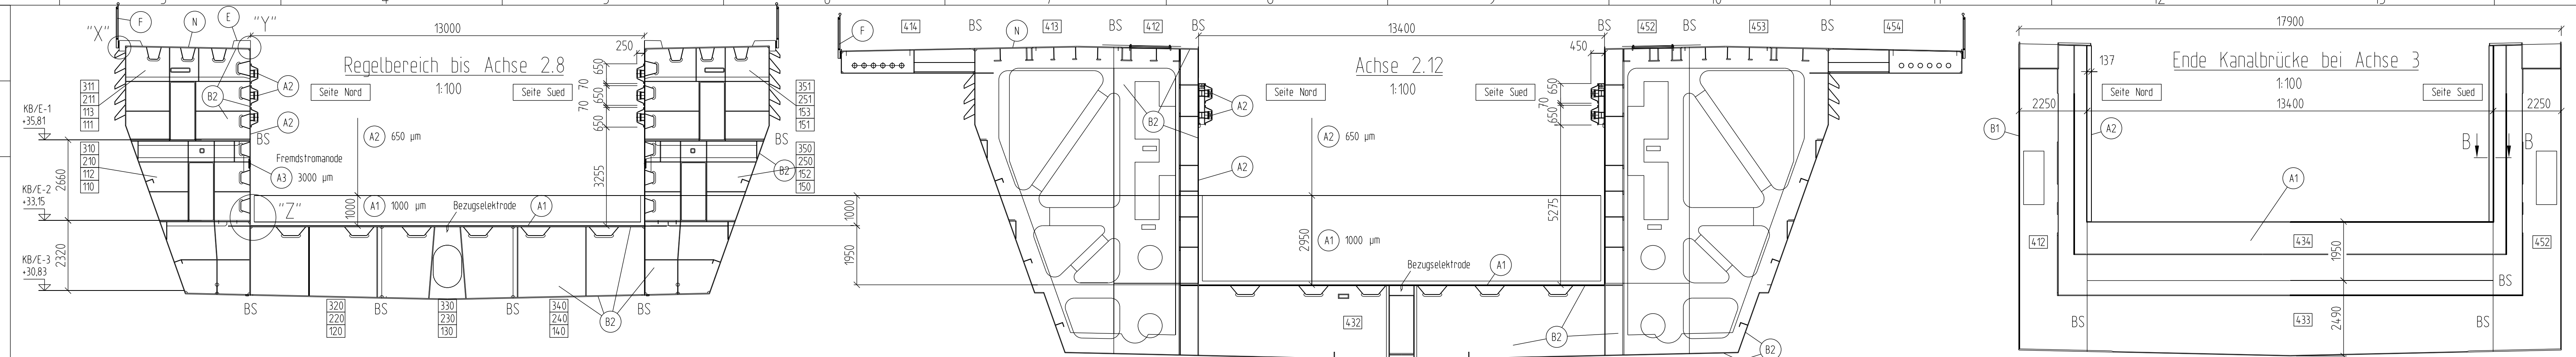 "X"
F
N
E
"Y"
13000
250
Regelbereich bis Achse 2.8
1:100
Seite Nord
Seite Sued
650
70
650
70
650
A2
B2
A2
BS
311
211
113
111
KB/E-1
+35,81
A2 650 µm
Fremdstromanode
A3 3000 µm
310
210
112
110
2660
KB/E-2
+33,15
"Z"
1000
A1 1000 µm
Bezugselektrode
A1
3255
2320
KB/E-3
+30,83
351
251
153
151
BS
350
250
152
150
B2
BS
320
220
120
BS
330
230
130
BS
340
240
140
B2
BS
F
414
BS
N
413
BS
412
BS
13400
450
BS
452
BS
453
BS
454
Achse 2.12
1:100
Seite Nord
Seite Sued
650
70
650
A2
B2
A2
A2 650 µm
5275
1000
1950
2950
A1 1000 µm
Bezugselektrode
A1
432
B2
B2
17900
137
Ende Kanalbrücke bei Achse 3
1:100
Seite Nord
Seite Sued
2250
13400
2250
B1
A2
B
B
A1
412
434
1950
452
BS
BS
433
2490
BS